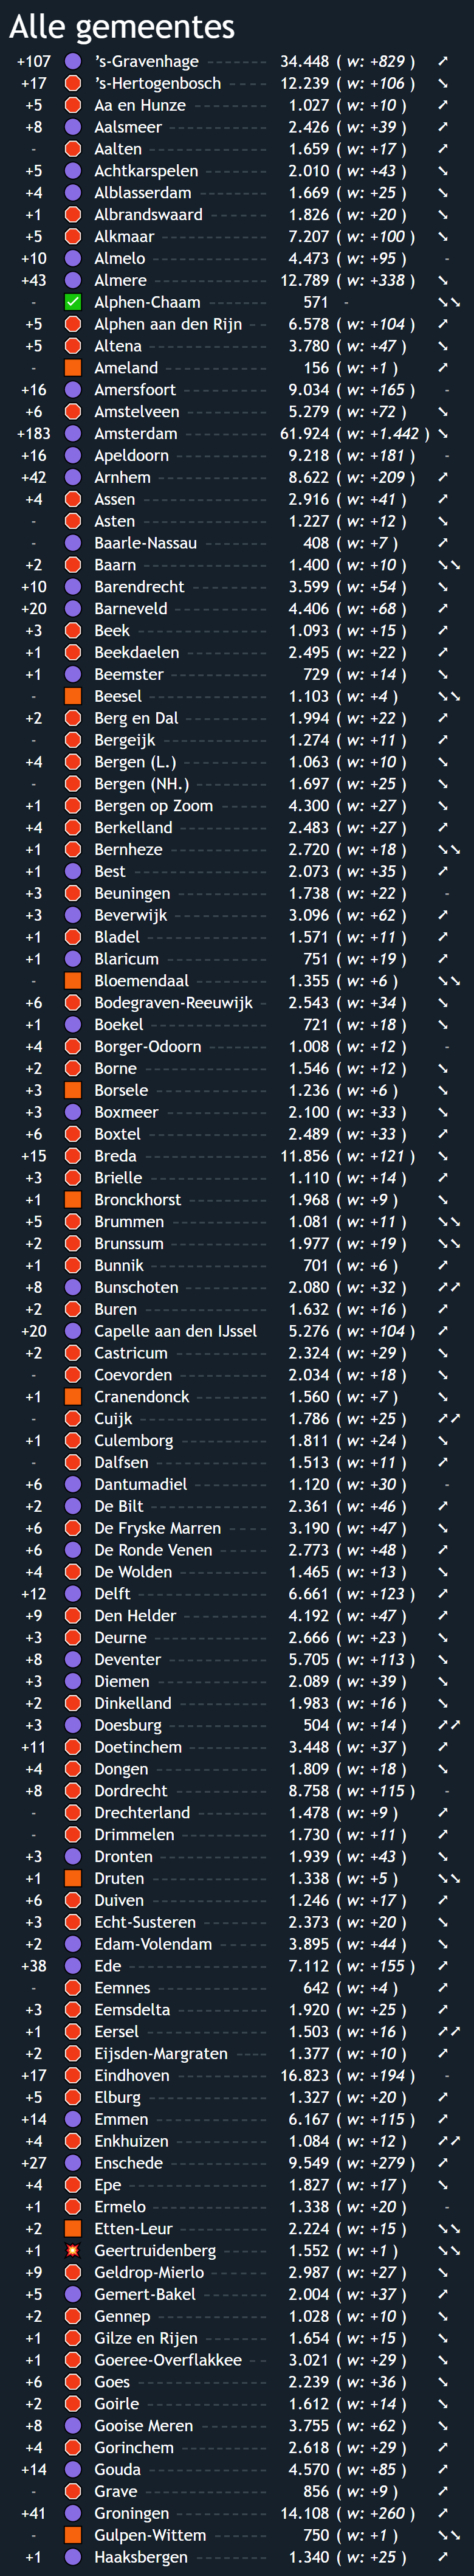 Alle gemeentes
+107 's-Gravenhage 34.448 ( w: +829 )
+17 's-Hertogenbosch 12.239 ( w: +106 )
+5 Aa en Hunze 1.027 ( w: +10 )
+8 Aalsmeer 2.426 ( w: +39 )
- Aalten 1.659 ( w: +17 )
+5 Achtkarspelen 2.010 ( w: +43 )
+4 Alblasserdam 1.669 ( w: +25 )
+1 Albrandswaard 1.826 ( w: +20 )
+5 Alkmaar 7.207 ( w: +100 )
+10 Almelo 4.473 ( w: +95 ) -
+43 Almere 12.789 ( w: +338 )
- Alphen-Chaam 571 -
+5 Alphen aan den Rijn 6.578 ( w: +104 )
+5 Altena 3.780 ( w: +47 )
- Ameland 156 ( w: +1 )
+16 Amersfoort 9.034 ( w: +165 ) -
+6 Amstelveen 5.279 ( w: +72 )
+183 Amsterdam 61.924 ( w: +1.442 )
+16 Apeldoorn 9.218 ( w: +181 ) -
+42 Arnhem 8.622 ( w: +209 )
+4 Assen 2.916 ( w: +41 )
- Asten 1.227 ( w: +12 )
- Baarle-Nassau 408 ( w: +7 )
+2 Baarn 1.400 ( w: +10 )
+10 Barendrecht 3.599 ( w: +54 )
+20 Barneveld 4.406 ( w: +68 )
+3 Beek 1.093 ( w: +15 )
+1 Beekdaelen 2.495 ( w: +22 )
+1 Beemster 729 ( w: +14 )
- Beesel 1.103 ( w: +4 )
+2 Berg en Dal 1.994 ( w: +22 )
- Bergeijk 1.274 ( w: +11 )
+4 Bergen (L.) 1.063 ( w: +10 )
- Bergen (NH.) 1.697 ( w: +25 )
+1 Bergen op Zoom 4.300 ( w: +27 )
+4 Berkelland 2.483 ( w: +27 )
+1 Bernheze 2.720 ( w: +18 )
+1 Best 2.073 ( w: +35 )
+3 Beuningen 1.738 ( w: +22 ) -
+3 Beverwijk 3.096 ( w: +62 )
+1 Bladel 1.571 ( w: +11 )
+1 Blaricum 751 ( w: +19 )
- Bloemendaal 1.355 ( w: +6 )
+6 Bodegraven-Reeuwijk 2.543 ( w: +34 )
+1 Boekel 721 ( w: +18 )
+4 Borger-Odoorn 1.008 ( w: +12 ) -
+2 Borne 1.546 ( w: +12 )
+3 Borsele 1.236 ( w: +6 )
+3 Boxmeer 2.100 ( w: +33 )
+6 Boxtel 2.489 ( w: +33 )
+15 Breda 11.856 ( w: +121 )
+3 Brielle 1.110 ( w: +14 )
+1 Bronckhorst 1.968 ( w: +9 )
+5 Brummen 1.081 ( w: +11 )
+2 Brunssum 1.977 ( w: +19 )
+1 Bunnik 701 ( w: +6 )
+8 Bunschoten 2.080 ( w: +32 )
+2 Buren 1.632 ( w: +16 )
+20 Capelle aan den IJssel 5.276 ( w: +104 )
+2 Castricum 2.324 ( w: +29 )
- Coevorden 2.034 ( w: +18 )
+1 Cranendonck 1.560 ( w: +7 )
- Cuijk 1.786 ( w: +25 )
+1 Culemborg 1.811 ( w: +24 )
- Dalfsen 1.513 ( w: +11 )
+6 Dantumadiel 1.120 ( w: +30 ) -
+2 De Bilt 2.361 ( w: +46 )
+6 De Fryske Marren 3.190 ( w: +47 )
+6 De Ronde Venen 2.773 ( w: +48 )
+4 De Wolden 1.465 ( w: +13 )
+12 Delft 6.661 ( w: +123 )
+9 Den Helder 4.192 ( w: +47 )
+3 Deurne 2.666 ( w: +23 )
+8 Deventer 5.705 ( w: +113 )
+3 Diemen 2.089 ( w: +39 )
+2 Dinkelland 1.983 ( w: +16 )
+3 Doesburg 504 ( w: +14 )
+11 Doetinchem 3.448 ( w: +37 )
+4 Dongen 1.809 ( w: +18 )
+8 Dordrecht 8.758 ( w: +115 ) -
- Drechterland 1.478 ( w: +9 )
- Drimmelen 1.730 ( w: +11 )
+3 Dronten 1.939 ( w: +43 )
+1 Druten 1.338 ( w: +5 )
+6 Duiven 1.246 ( w: +17 )
+3 Echt-Susteren 2.373 ( w: +20 )
+2 Edam-Volendam 3.895 ( w: +44 )
+38 Ede 7.112 ( w: +155 )
- Eemnes 642 ( w: +4 )
+3 Eemsdelta 1.920 ( w: +25 )
+1 Eersel 1.503 ( w: +16 )
+2 Eijsden-Margraten 1.377 ( w: +10 )
+17 Eindhoven 16.823 ( w: +194 ) -
+5 Elburg 1.327 ( w: +20 )
+14 Emmen 6.167 ( w: +115 )
+4 Enkhuizen 1.084 ( w: +12 )
+27 Enschede 9.549 ( w: +279 )
+4 Epe 1.827 ( w: +17 )
+1 Ermelo 1.338 ( w: +20 ) -
+2 Etten-Leur 2.224 ( w: +15 )
+1 Geertruidenberg 1.552 ( w: +1 )
+9 Geldrop-Mierlo 2.987 ( w: +27 )
+5 Gemert-Bakel 2.004 ( w: +37 )
+2 Gennep 1.028 ( w: +10 )
+1 Gilze en Rijen 1.654 ( w: +15 )
+1 Goeree-Overflakkee 3.021 ( w: +29 )
+6 Goes 2.239 ( w: +36 )
+2 Goirle 1.612 ( w: +14 )
+8 Gooise Meren 3.755 ( w: +62 )
+4 Gorinchem 2.618 ( w: +29 )
+14 Gouda 4.570 ( w: +85 )
- Grave 856 ( w: +9 )
+41 Groningen 14.108 ( w: +260 )
- Gulpen-Wittem 750 ( w: +1 )
+1 Haaksbergen 1.340 ( w: +25 )